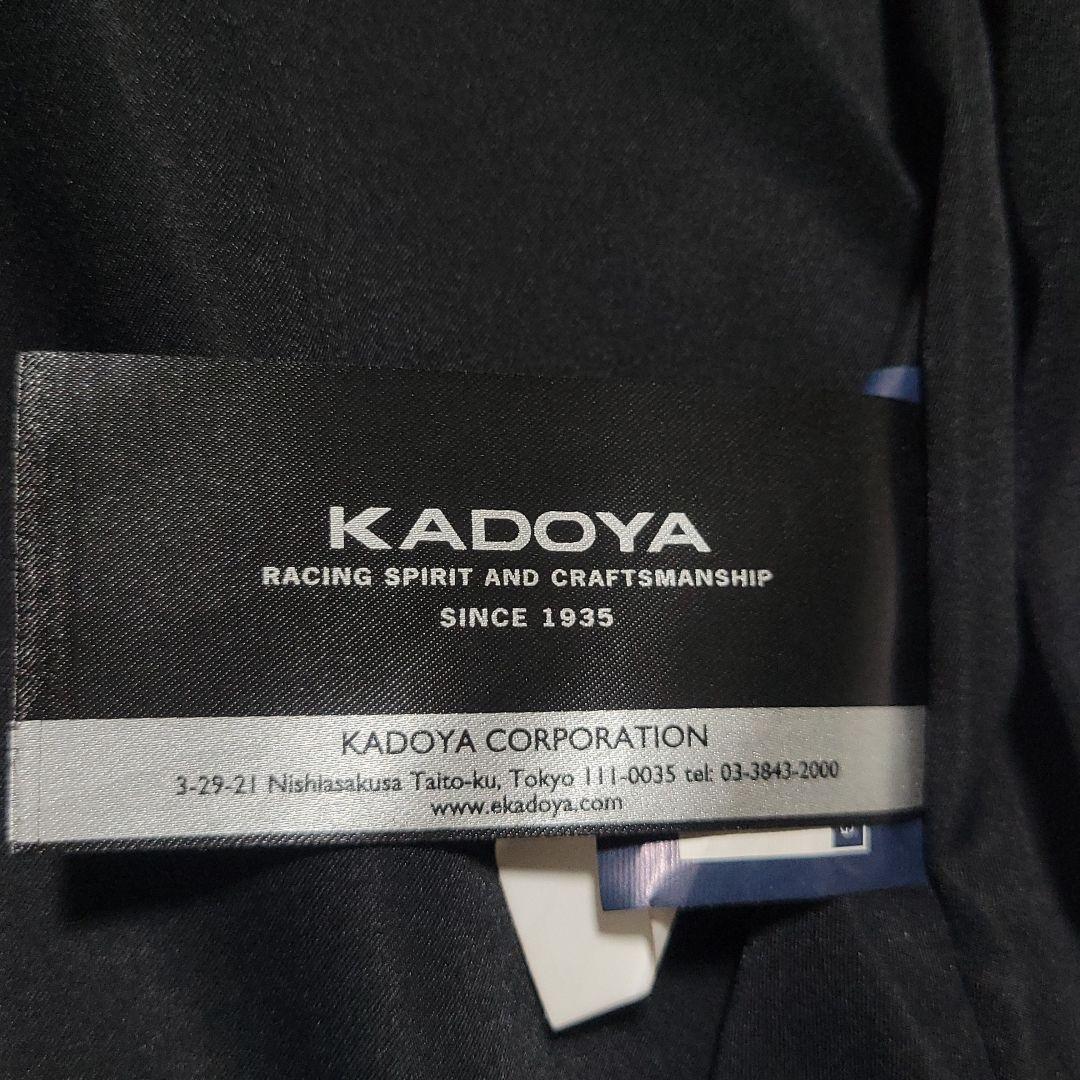 KADOYA
RACING SPIRIT AND CRAFTSMANSHIP
SINCE 1935
KADOYA CORPORATION
3-29-21 Nishiasakusa Taito-ku, Tokyo 111-0035 tel: 03-3843-2000
www.ekadoya.com